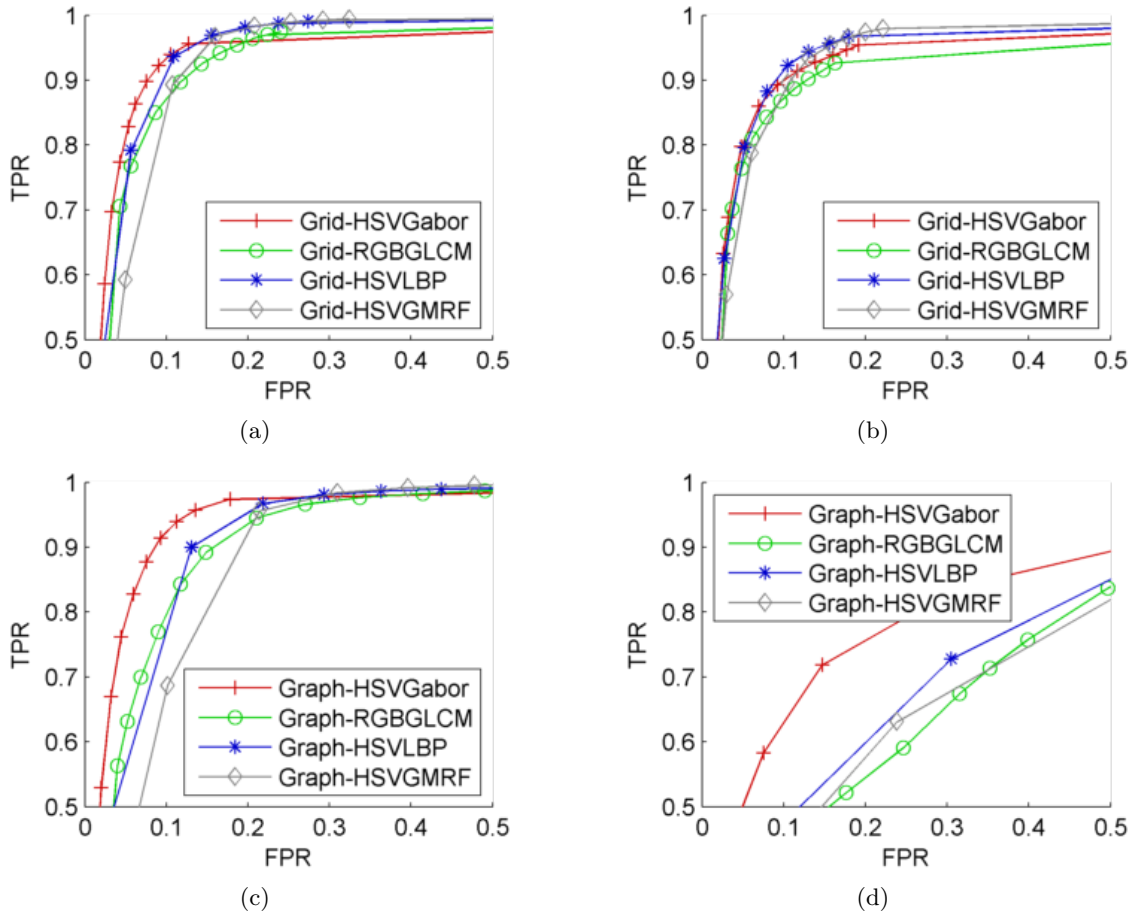 1
0.9
0.8
0.7
0.6
0.5
TPR
Grid-HSVGabor
Grid-RGBGLCM
Grid-HSVLBP
Grid-HSVGMRF
0 0.1 0.2 0.3 0.4 0.5
FPR
(a)
1
0.9
0.8
0.7
0.6
0.5
TPR
Grid-HSVGabor
Grid-RGBGLCM
Grid-HSVLBP
Grid-HSVGMRF
0 0.1 0.2 0.3 0.4 0.5
FPR
(b)
1
0.9
0.8
0.7
0.6
0.5
TPR
Graph-HSVGabor
Graph-RGBGLCM
Graph-HSVLBP
Graph-HSVGMRF
0 0.1 0.2 0.3 0.4 0.5
FPR
(c)
1
0.9
0.8
0.7
0.6
0.5
TPR
Graph-HSVGabor
Graph-RGBGLCM
Graph-HSVLBP
Graph-HSVGMRF
0 0.1 0.2 0.3 0.4 0.5
FPR
(d)